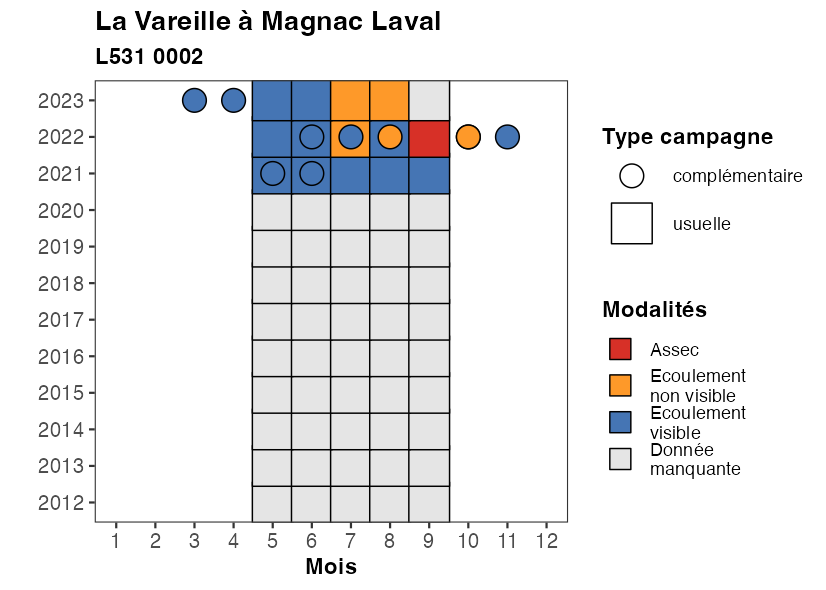 La Vareille à Magnac Laval
L531 0002
2023
2022
2021
2020
2019
2018
2017
2016
2015
2014
2013
2012
1 2 3 4 5 6 7 8 9 10 11 12
Mois
Type campagne
complémentaire
usuelle
Modalités
Assec
Ecoulement
non visible
Ecoulement
visible
Donnée
manquante